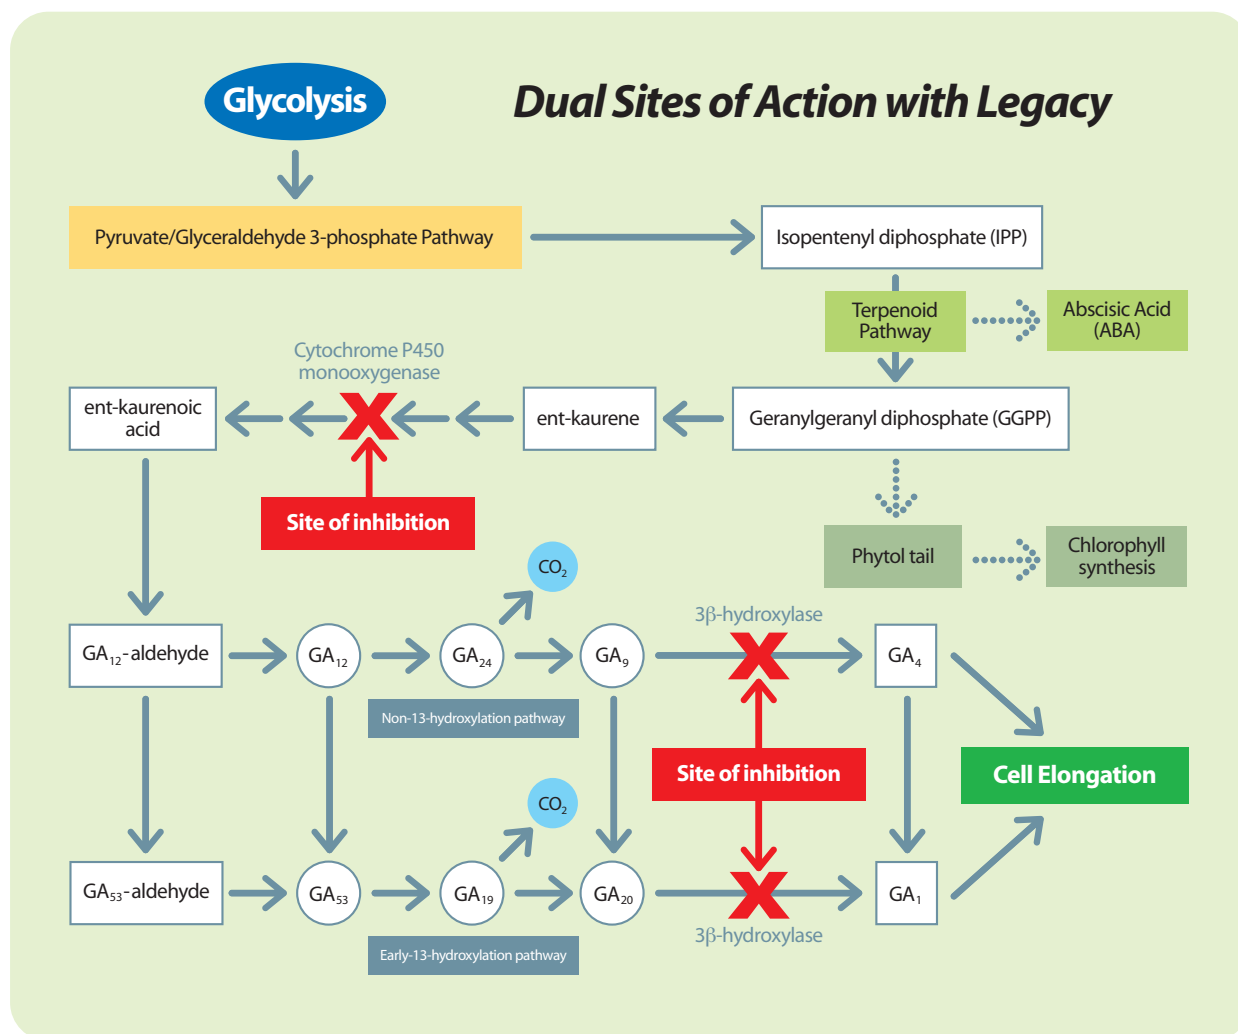 Glycolysis
Dual Sites of Action with Legacy
Pyruvate/Glyceraldehyde 3-phosphate Pathway
Isopentenyl diphosphate (IPP)
Terpenoid
Pathway
Abscisic Acid
(ABA)
Cytochrome P450
monooxygenase
ent-kaurenoic
acid
ent-kaurene
Geranylgeranyl diphosphate (GGPP)
Site of inhibition
Phytol tail
Chlorophyll
synthesis
CO₂
3β-hydroxylase
GA₁₂-aldehyde
GA₁₂
GA₂₄
GA₉
GA₄
Non-13-hydroxylation pathway
Site of inhibition
Cell Elongation
CO₂
GA₅₃-aldehyde
GA₅₃
GA₁₉
GA₂₀
GA₁
3β-hydroxylase
Early-13-hydroxylation pathway